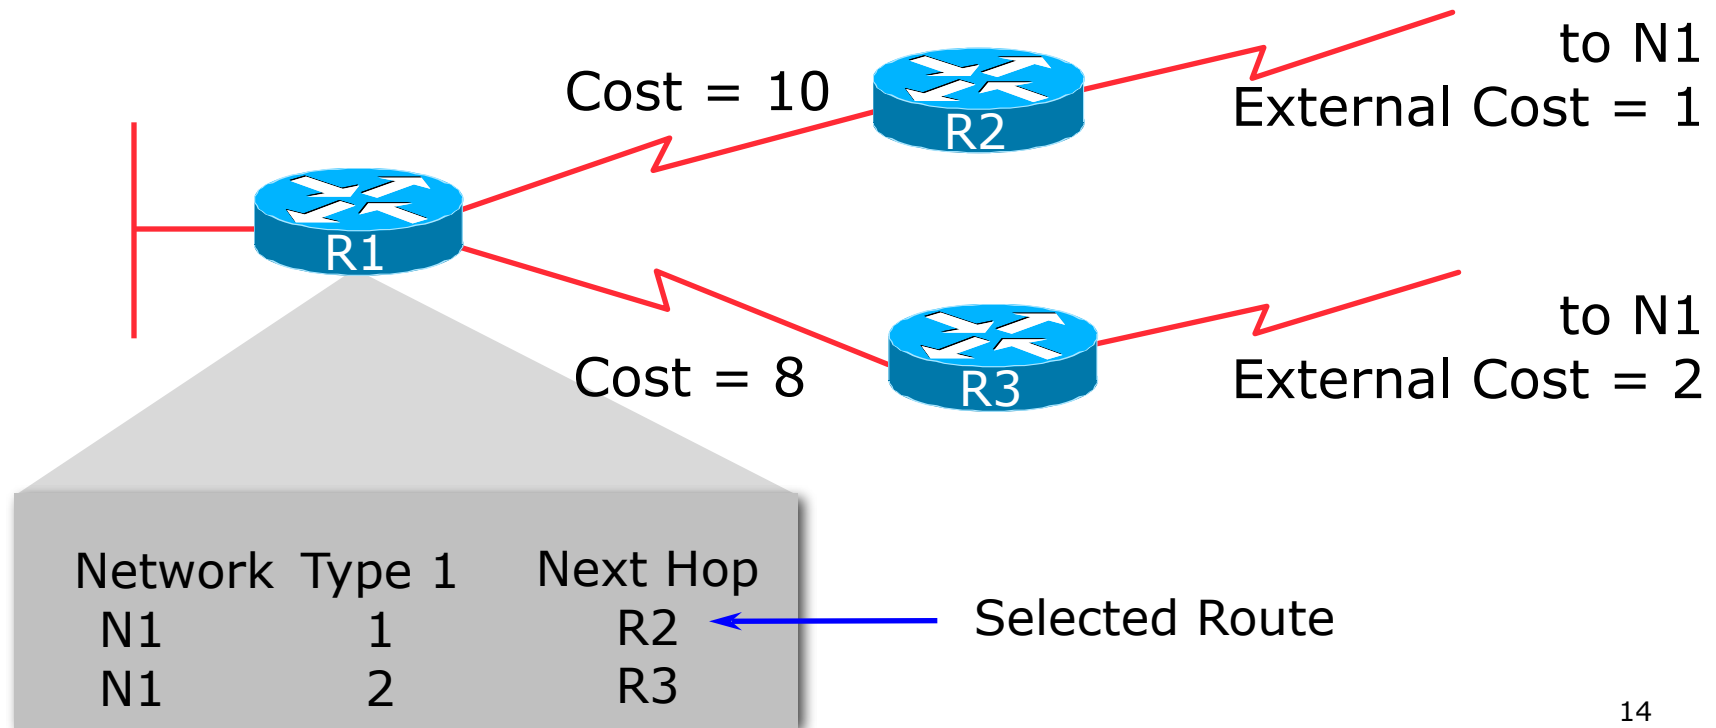 to N1
Cost = 10
External Cost = 1
R2
R1
to N1
Cost = 8
R3
External Cost = 2
Network Type 1 Next Hop
N1 1 R2
Selected Route
N1 2 R3
14